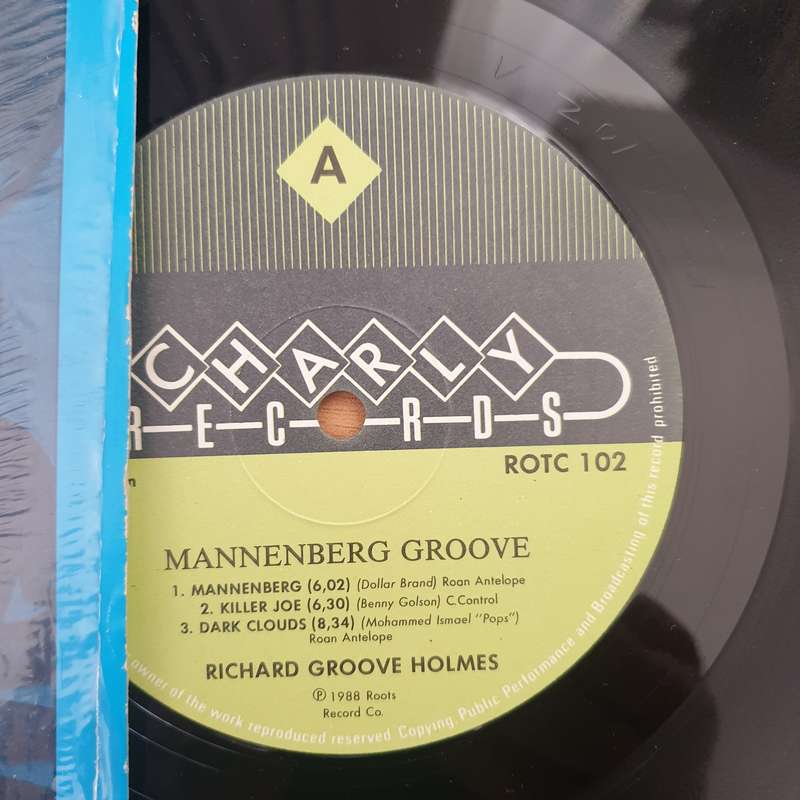 A
CHARLY
RECORDS
ROTC 102
n
MANNENBERG GROOVE
1. MANNENBERG (6,02) (Dollar Brand) Roan Antelope
2. KILLER JOE (6,30) (Benny Golson) C.Control
3. DARK CLOUDS (8,34) (Mohammed Ismael "Pops")
Roan Antelope
RICHARD GROOVE HOLMES
℗ 1988 Roots
Record Co.
owner of the work reproduced reserved Copying, Public Performance and Broadcasting of this record prohibited